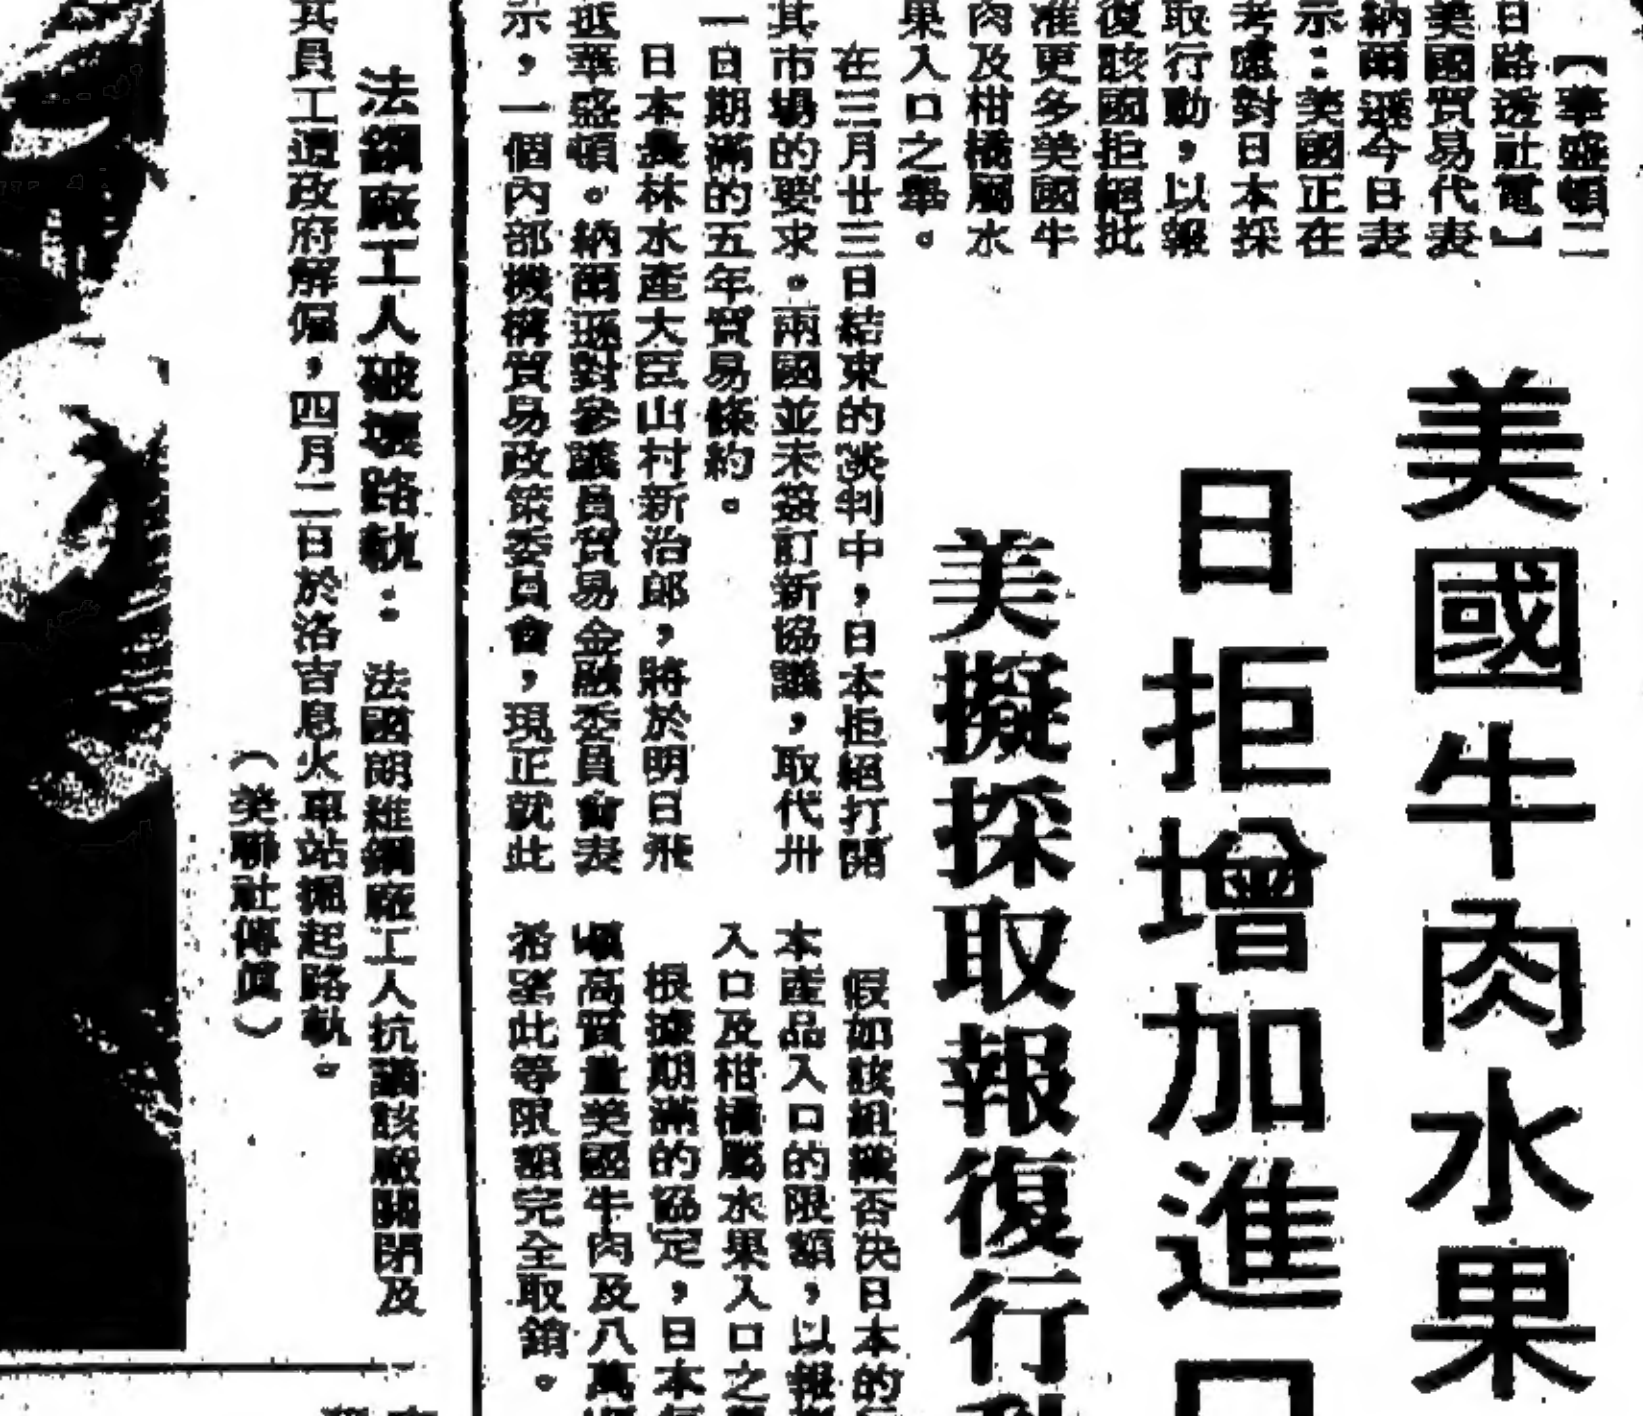 美國牛肉水果
日拒增加進口
美擬採取報復行
【華盛頓二
日路透社電】
美國貿易代表
納爾遜今日表
示：美國正在
考慮對日本採
取行動，以報
復該國拒絕批
准更多美國牛
肉及柑橘屬水
果入口之舉。
在三月廿三日結束的談判中，日本拒絕打開
其市場的要求。兩國並未簽訂新協議，取代卅
一日期滿的五年貿易條約。
日本農林水產大臣山村新治郎，將於明日飛
抵華盛頓。納爾遜對參議員貿易金融委員會表
示，一個內部機構貿易政策委員會，現正就此
假如該組織否決日本的
本產品入口的限額，以報
入口及柑橘屬水果入口之
根據期滿的協定，日本
噸高質量美國牛肉及八萬
希望此等限額完全取銷。
法鋼廠工人破壞路軌：法國朗維鋼廠工人抗議該廠關閉及
其員工遭政府解僱，四月二日於洛吉息火車站掘起路軌。
（美聯社傳真）